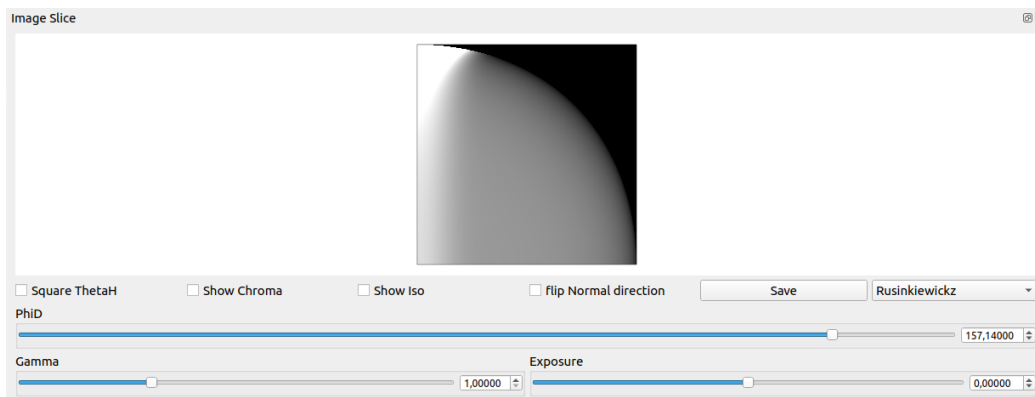 Image Slice
Square ThetaH Show Chroma Show Iso flip Normal direction Save Rusinkiewickz
PhiD
157,14000
Gamma Exposure
1,00000 0,00000